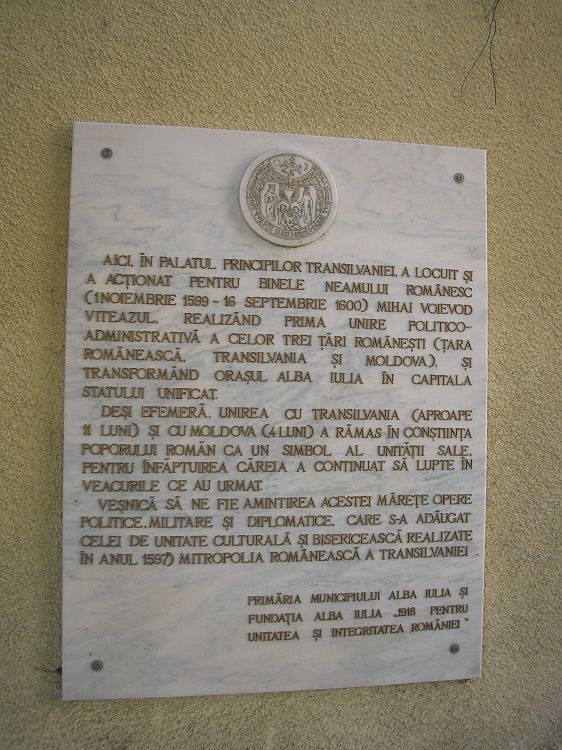 AICI, ÎN PALATUL PRINCIPILOR TRANSILVANIEI, A LOCUIT ȘI
A ACȚIONAT PENTRU BINELE NEAMULUI ROMÂNESC
(1 NOIEMBRIE 1599 - 16 SEPTEMBRIE 1600) MIHAI VOIEVOD
VITEAZUL, REALIZÂND PRIMA UNIRE POLITICO-
ADMINISTRATIVĂ A CELOR TREI ȚĂRI ROMÂNEȘTI (ȚARA
ROMÂNEASCĂ, TRANSILVANIA ȘI MOLDOVA), ȘI
TRANSFORMÂND ORAȘUL ALBA IULIA ÎN CAPITALA
STATULUI UNIFICAT.
DEȘI EFEMERĂ, UNIREA CU TRANSILVANIA (APROAPE
11 LUNI) ȘI CU MOLDOVA (4 LUNI) A RĂMAS ÎN CONȘTIINȚA
POPORULUI ROMÂN CA UN SIMBOL AL UNITĂȚII SALE,
PENTRU ÎNFĂPTUIREA CĂREIA A CONTINUAT SĂ LUPTE ÎN
VEACURILE CE AU URMAT.
VEȘNICĂ SĂ NE FIE AMINTIREA ACESTEI MĂREȚE OPERE
POLITICE, MILITARE ȘI DIPLOMATICE, CARE S-A ADĂUGAT
CELEI DE UNITATE CULTURALĂ ȘI BISERICEASCĂ REALIZATE
ÎN ANUL 1597) MITROPOLIA ROMÂNEASCĂ A TRANSILVANIEI
PRIMĂRIA MUNICIPIULUI ALBA IULIA ȘI
FUNDAȚIA ALBA IULIA „1918 PENTRU
UNITATEA ȘI INTEGRITATEA ROMÂNIEI"